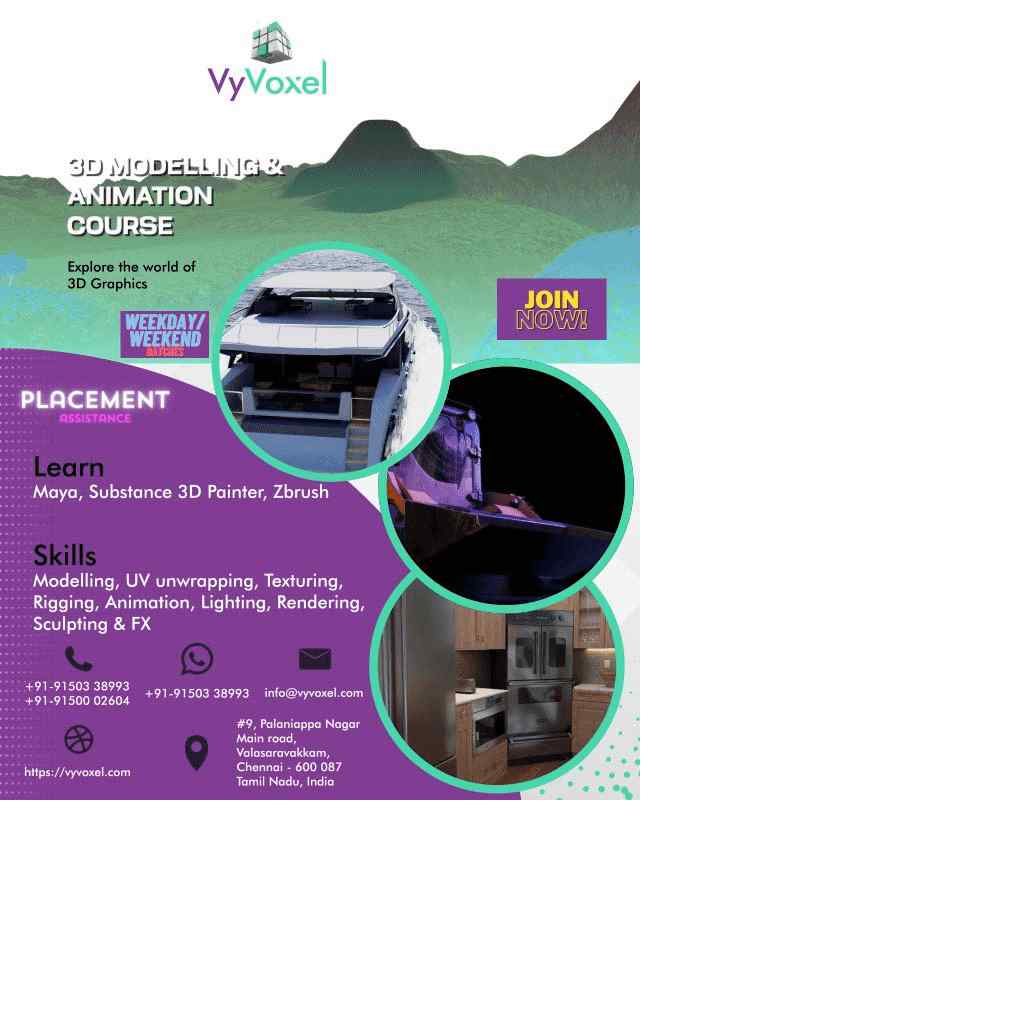 VyVoxel
3D MODELLING &
ANIMATION
COURSE
Explore the world of
3D Graphics
JOIN
NOW!
WEEKDAY/
WEEKEND
BATCHES
PLACEMENT
ASSISTANCE
Learn
Maya, Substance 3D Painter, Zbrush
Skills
Modelling, UV unwrapping, Texturing,
Rigging, Animation, Lighting, Rendering,
Sculpting & FX
+91-91503 38993
+91-91500 02604
+91-91503 38993
info@vyvoxel.com
https://vyvoxel.com
#9, Palaniappa Nagar
Main road,
Valasaravakkam,
Chennai - 600 087
Tamil Nadu, India